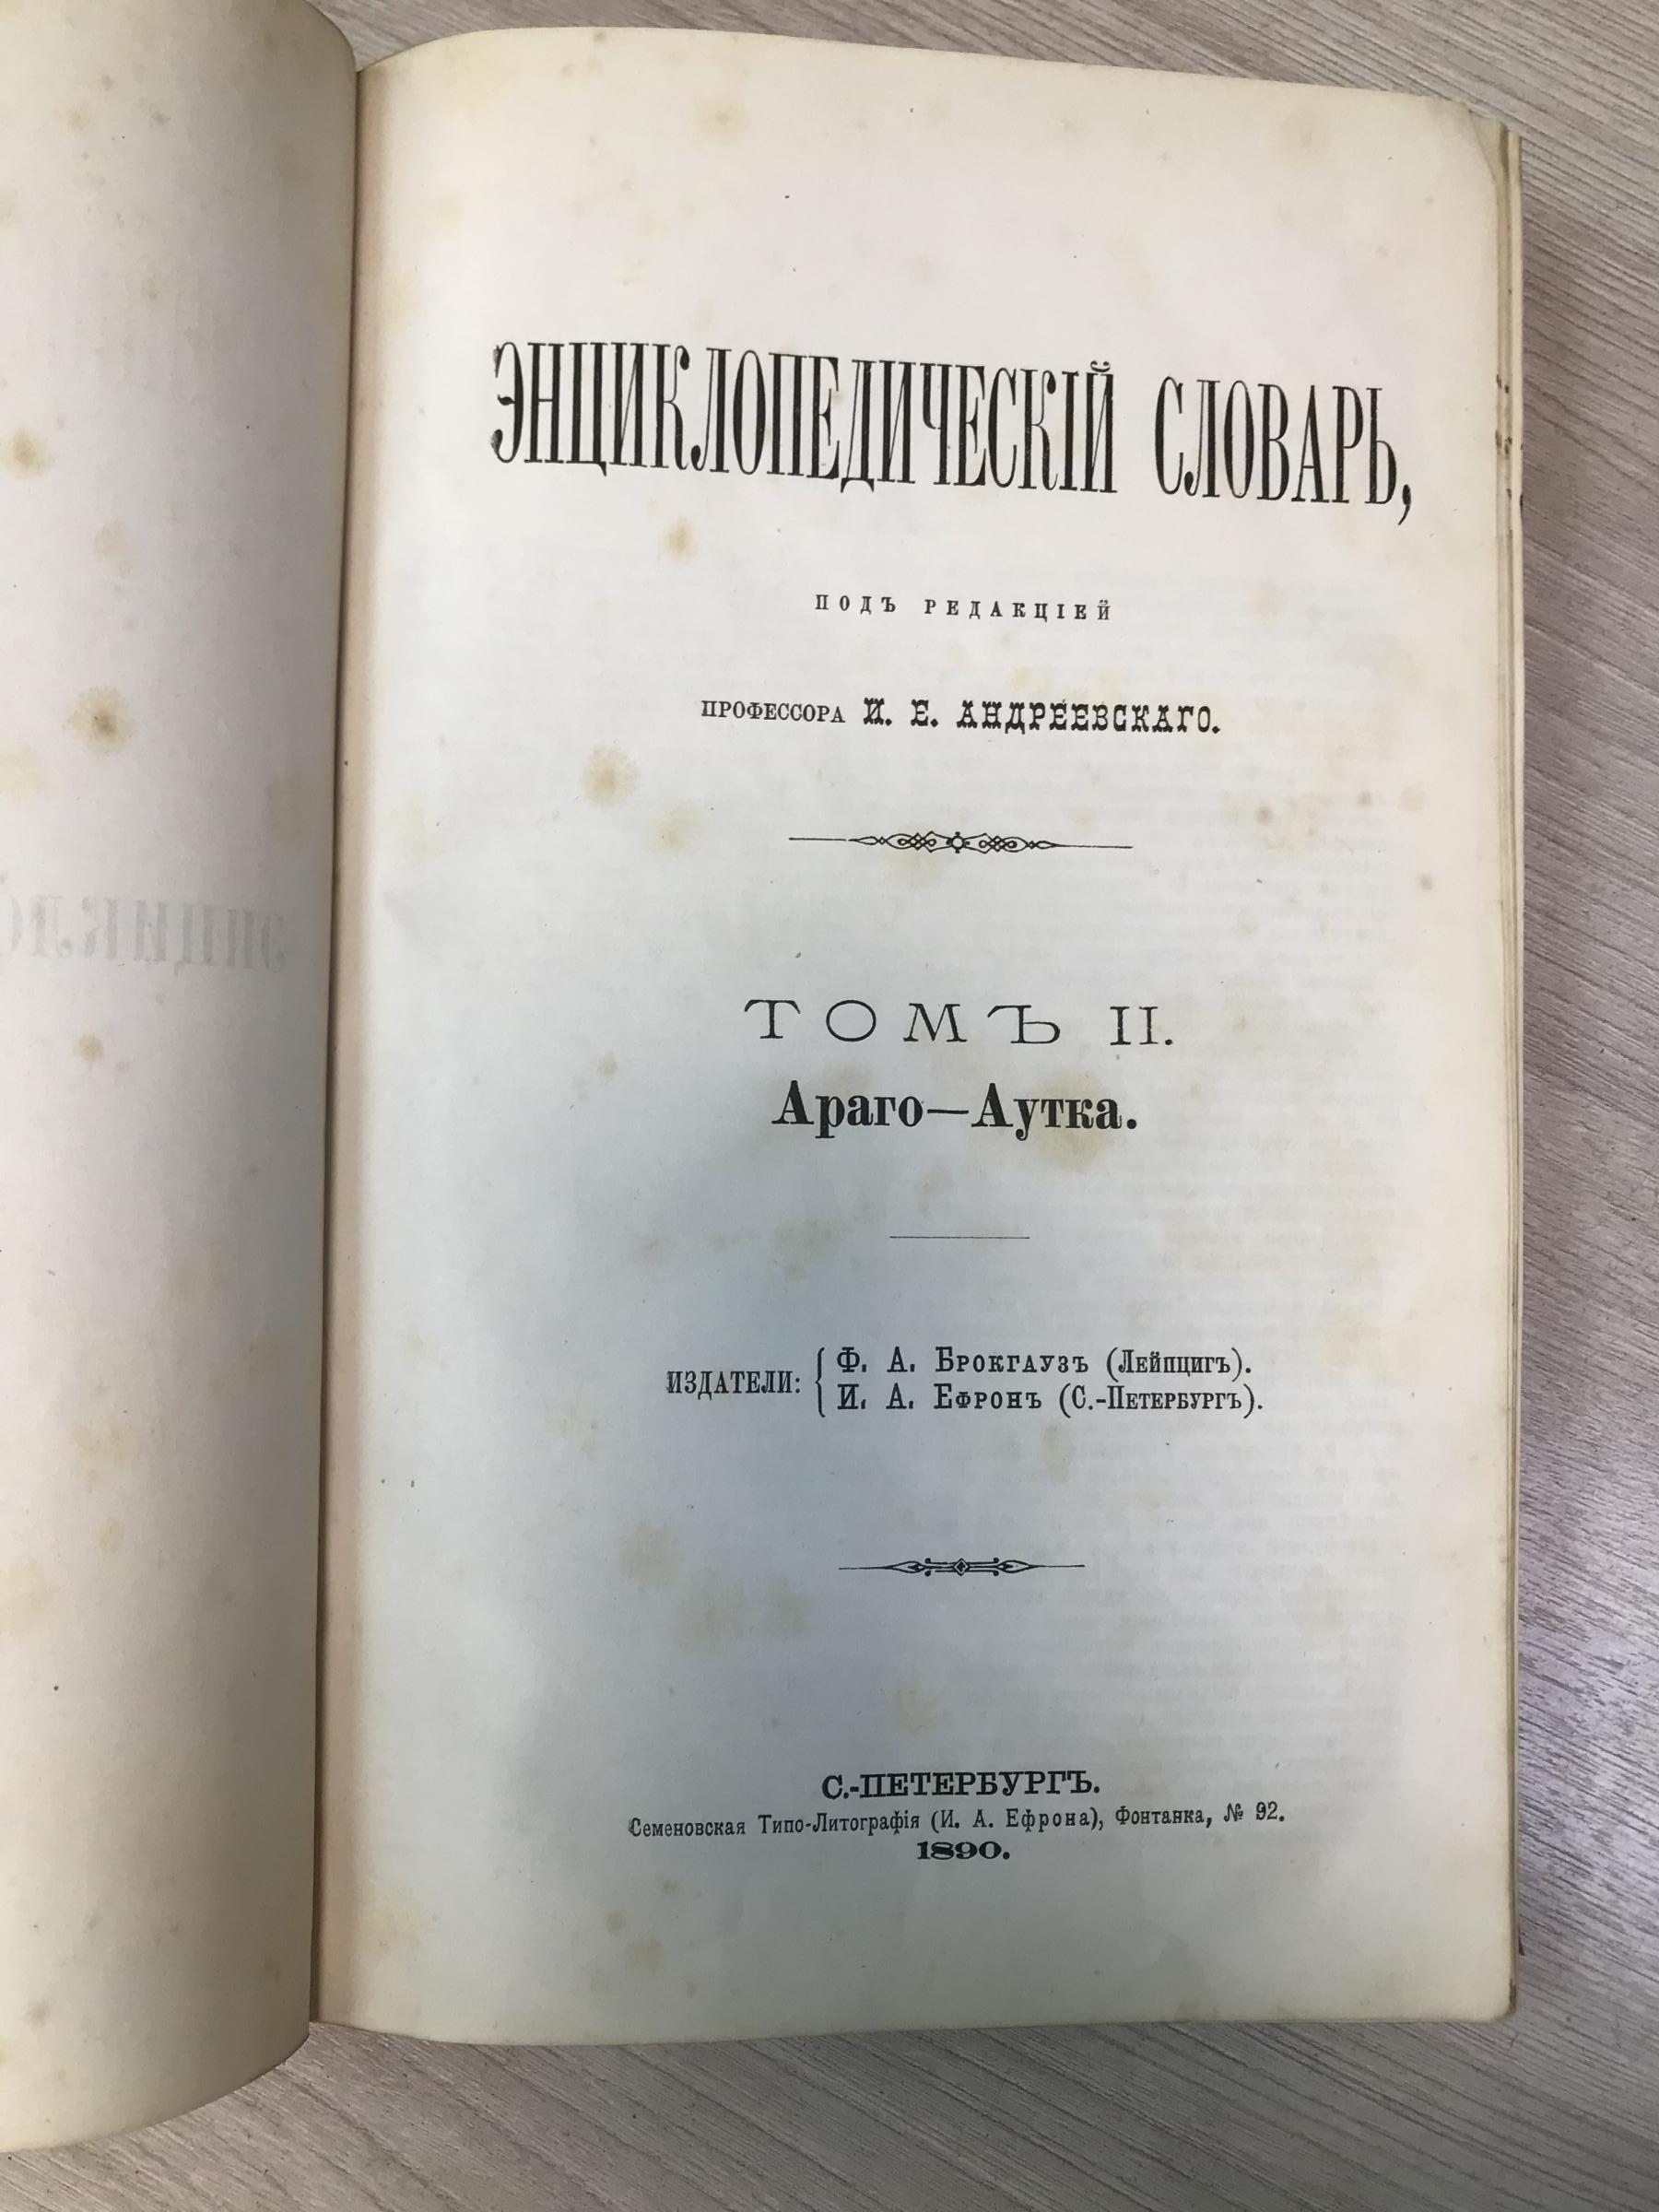 ЭНЦИКЛОПЕДИЧЕСКІЙ СЛОВАРЬ,
ПОДЪ РЕДАКЦІЕЙ
ПРОФЕССОРА И. Е. АНДРЕЕВСКАГО.
ТОМЪ II.
Араго—Аутка.
ИЗДАТЕЛИ: { Ф. А. БРОКГАУЗЪ (ЛЕЙПЦИГЪ).
И. А. ЕФРОНЪ (С.-ПЕТЕРБУРГЪ).
С.-ПЕТЕРБУРГЪ.
Семеновская Типо-Литографія (И. А. Ефрона), Фонтанка, № 92.
1890.